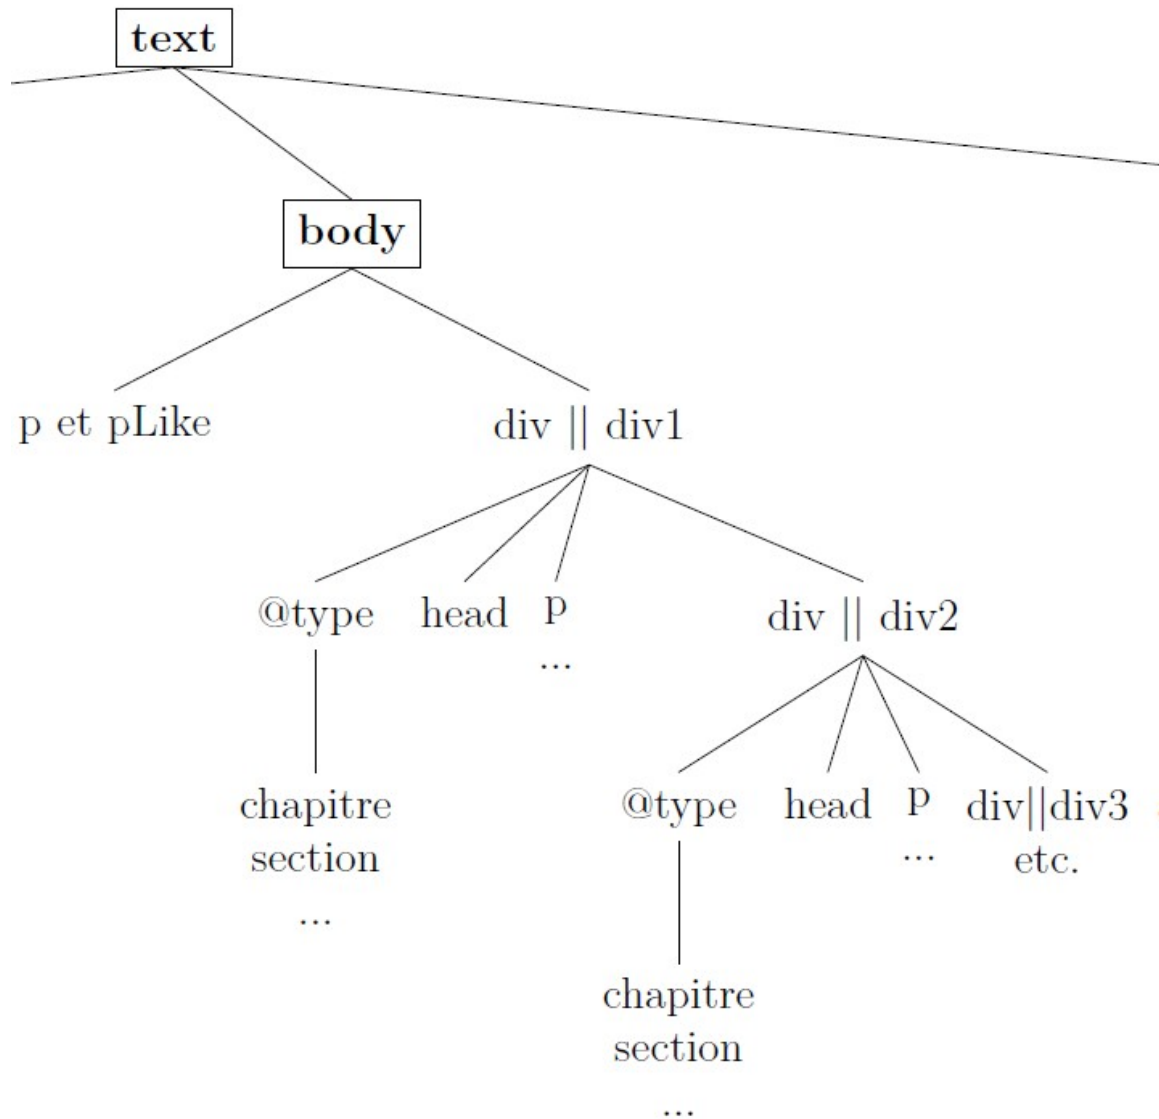 text
body
p et pLike
div || div1
@type
head
p
...
div || div2
chapitre
section
...
@type
head
p
...
div||div3
etc.
chapitre
section
...